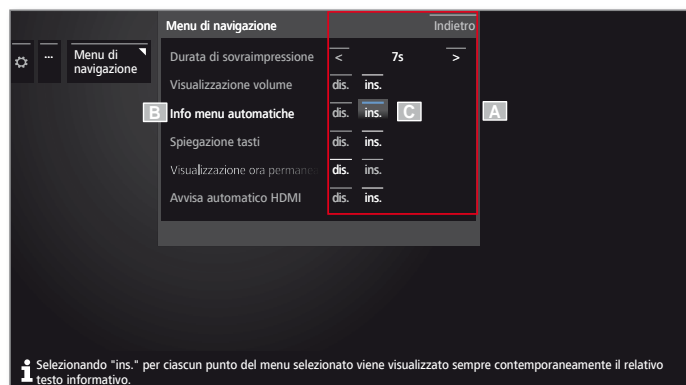 Menu di navigazione
Indietro
... Menu di
navigazione
Durata di sovraimpressione < 7s >
Visualizzazione volume dis. ins.
B Info menu automatiche dis. ins. C A
Spiegazione tasti dis. ins.
Visualizzazione ora dis. ins.
Avvisa automatico HDMI dis. ins.
i Selezionando "ins." per ciascun punto del menu selezionato viene visualizzato sempre contemporaneamente il relativo
testo informativo.